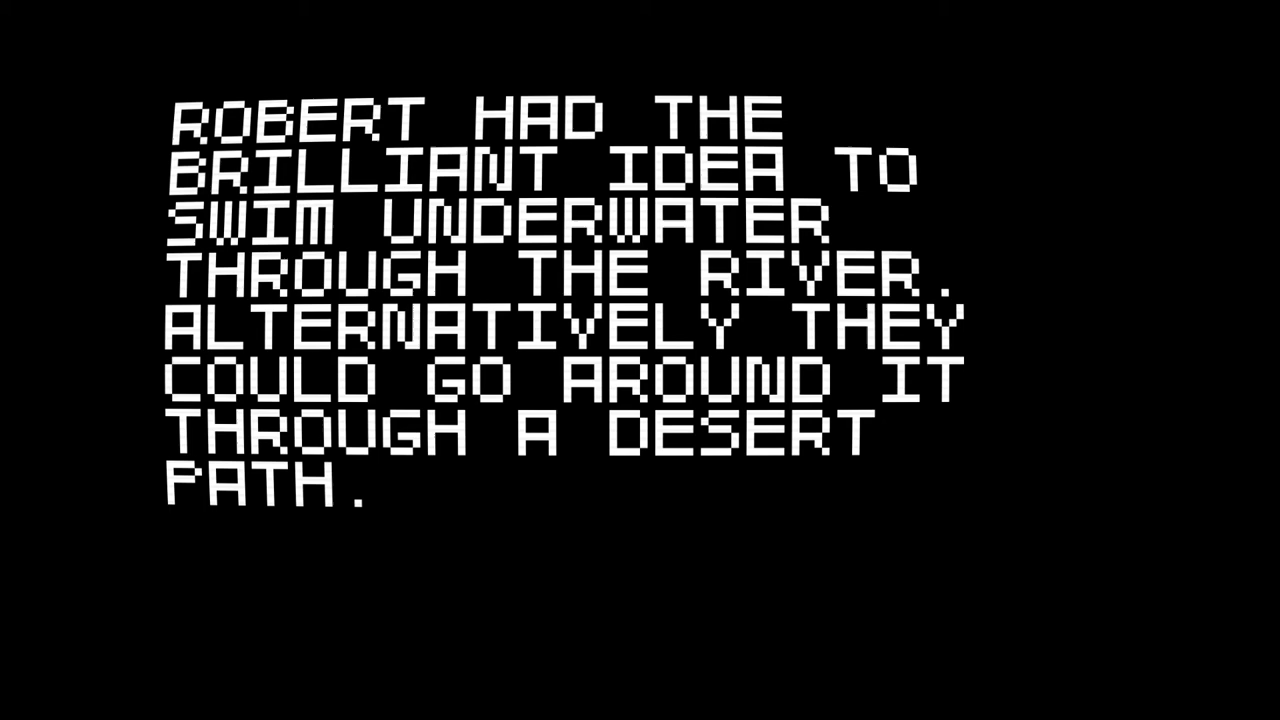 ROBERT HAD THE
BRILLIANT IDEA TO
SWIM UNDERWATER
THROUGH THE RIVER.
ALTERNATIVELY THEY
COULD GO AROUND IT
THROUGH A DESERT
PATH.